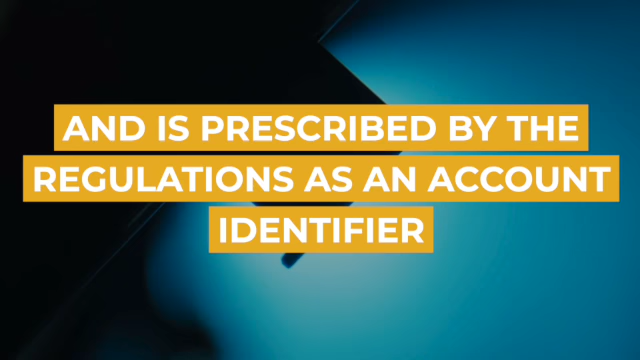 AND IS PRESCRIBED BY THE
REGULATIONS AS AN ACCOUNT
IDENTIFIER